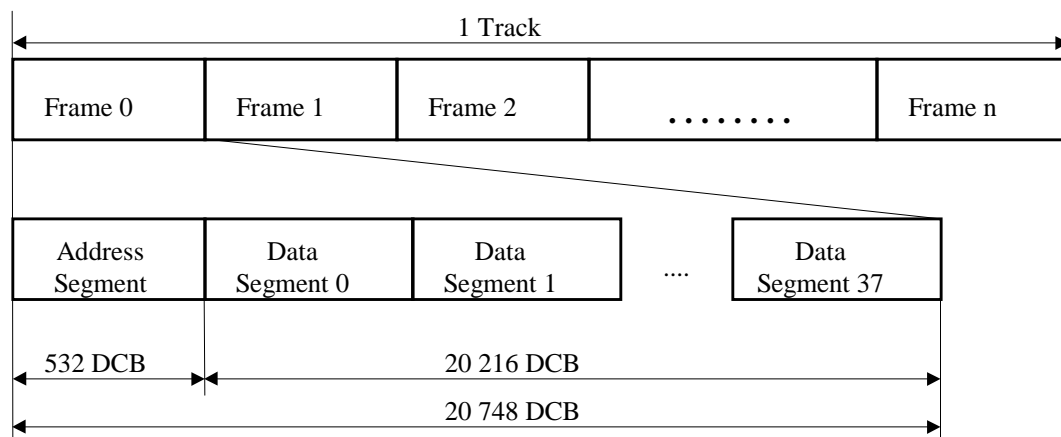 1 Track
Frame 0 Frame 1 Frame 2 ........ Frame n
Address Data Data Data
Segment Segment 0 Segment 1 .... Segment 37
532 DCB 20 216 DCB
20 748 DCB